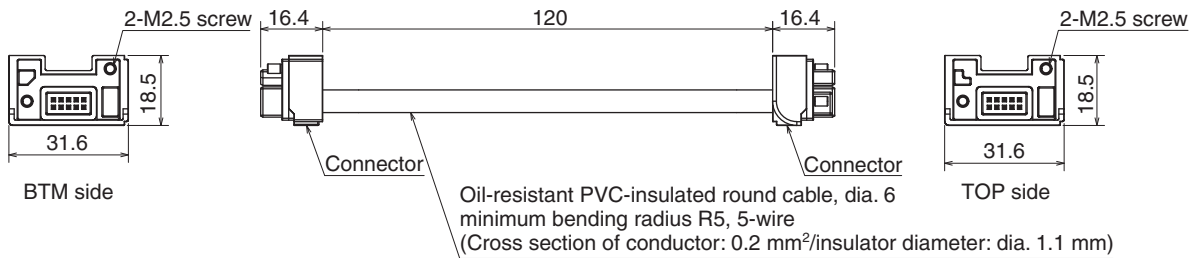 2-M2.5 screw
16.4
120
16.4
2-M2.5 screw
18.5
18.5
31.6
31.6
Connector
Connector
BTM side
TOP side
Oil-resistant PVC-insulated round cable, dia. 6
minimum bending radius R5, 5-wire
(Cross section of conductor: 0.2 mm²/insulator diameter: dia. 1.1 mm)